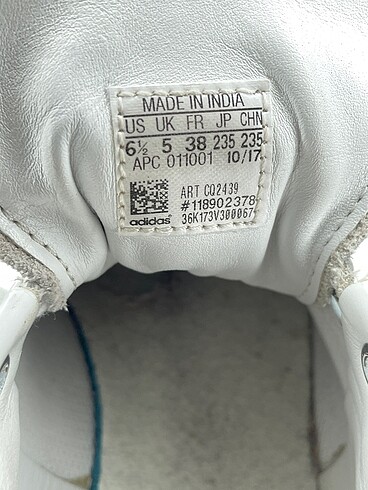 MADE IN INDIA
US UK FR JP CHN
6½ 5 38 235 235
APC 011001 10/17
ART CQ2439
#118902378
adidas 36K173V300067